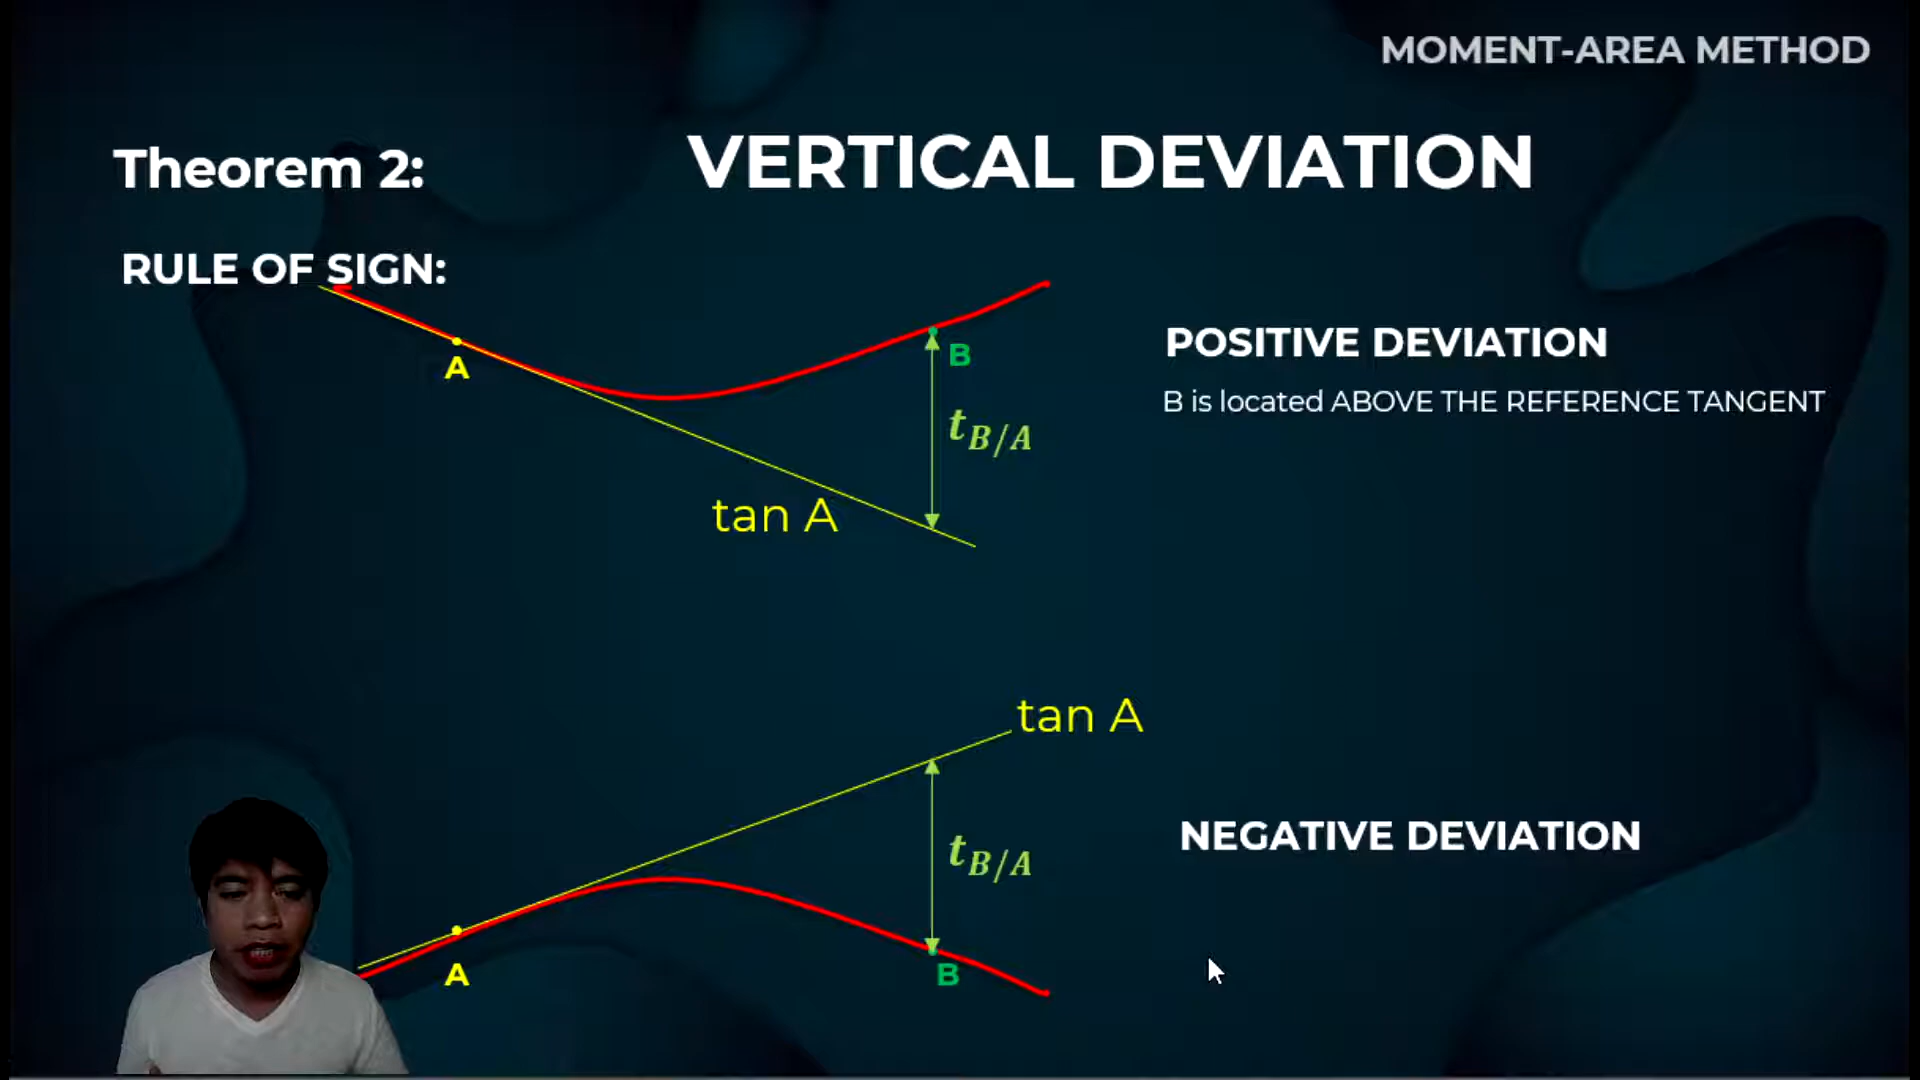 MOMENT-AREA METHOD
Theorem 2:
VERTICAL DEVIATION
RULE OF SIGN:
A
B
t_{B/A}
tan A
POSITIVE DEVIATION
B is located ABOVE THE REFERENCE TANGENT
tan A
t_{B/A}
A
B
NEGATIVE DEVIATION